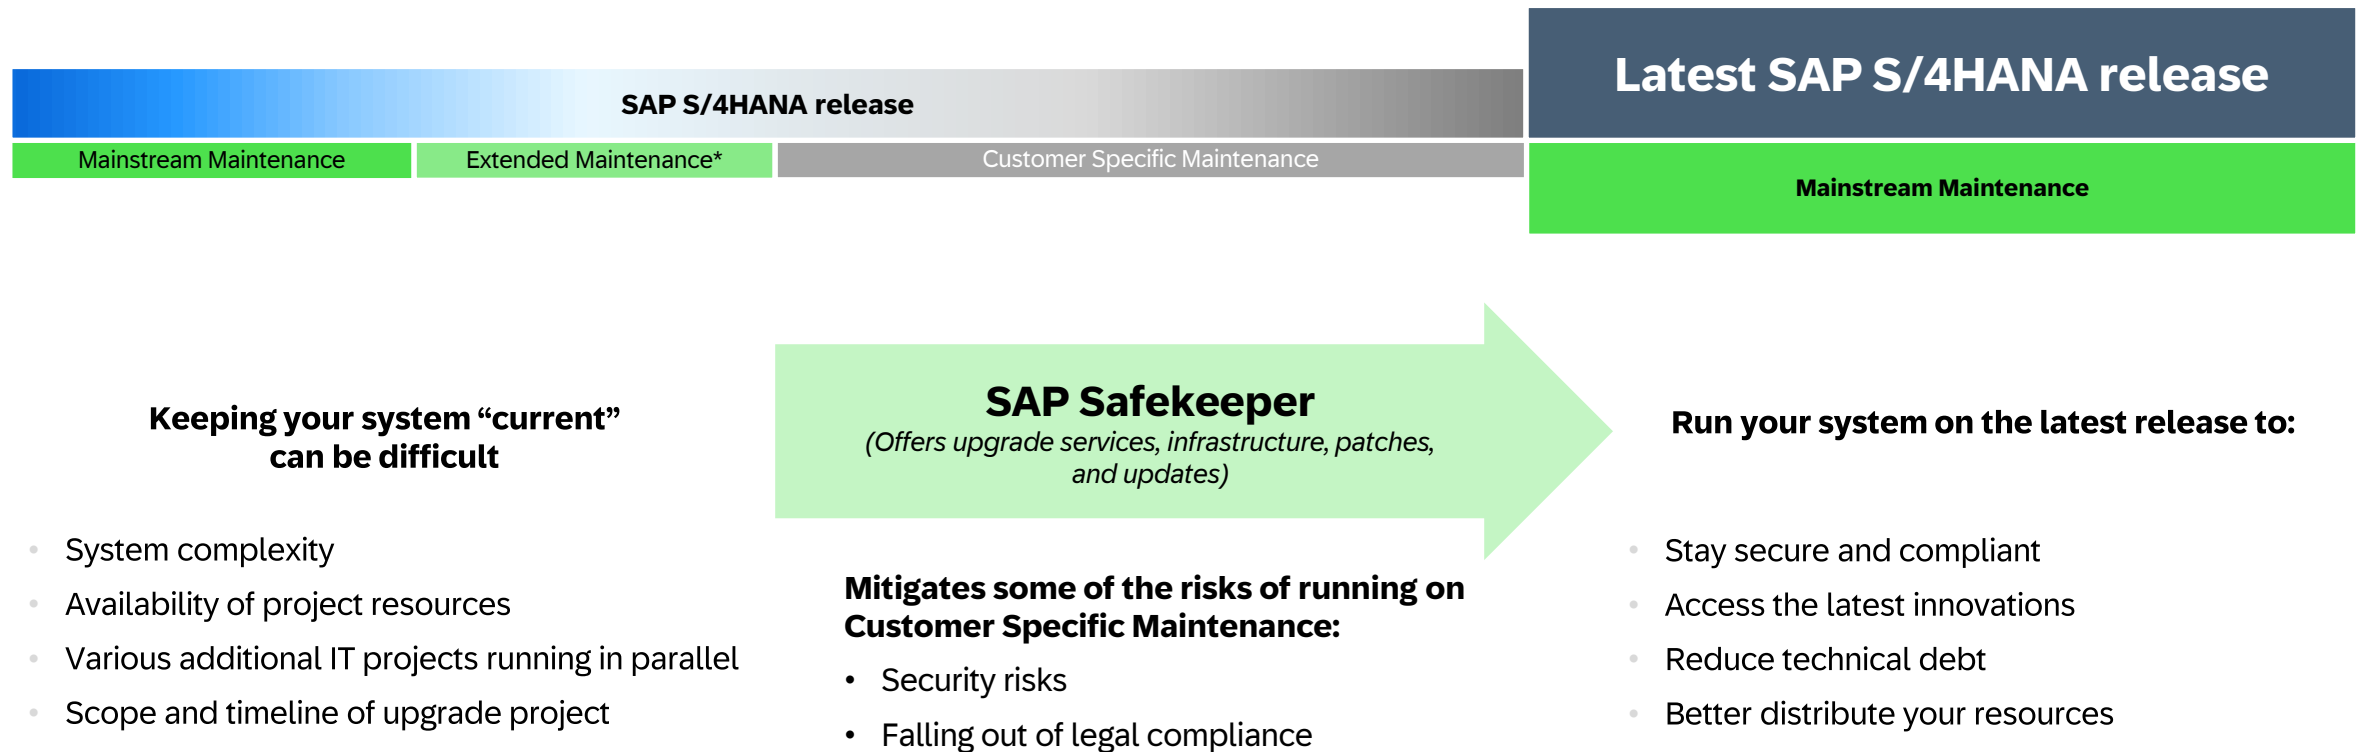 SAP S/4HANA release
Latest SAP S/4HANA release
Mainstream Maintenance
Extended Maintenance*
Customer Specific Maintenance
Mainstream Maintenance
Keeping your system “current”
can be difficult
• System complexity
• Availability of project resources
• Various additional IT projects running in parallel
• Scope and timeline of upgrade project
SAP Safekeeper
(Offers upgrade services, infrastructure, patches,
and updates)
Mitigates some of the risks of running on
Customer Specific Maintenance:
• Security risks
• Falling out of legal compliance
Run your system on the latest release to:
• Stay secure and compliant
• Access the latest innovations
• Reduce technical debt
• Better distribute your resources